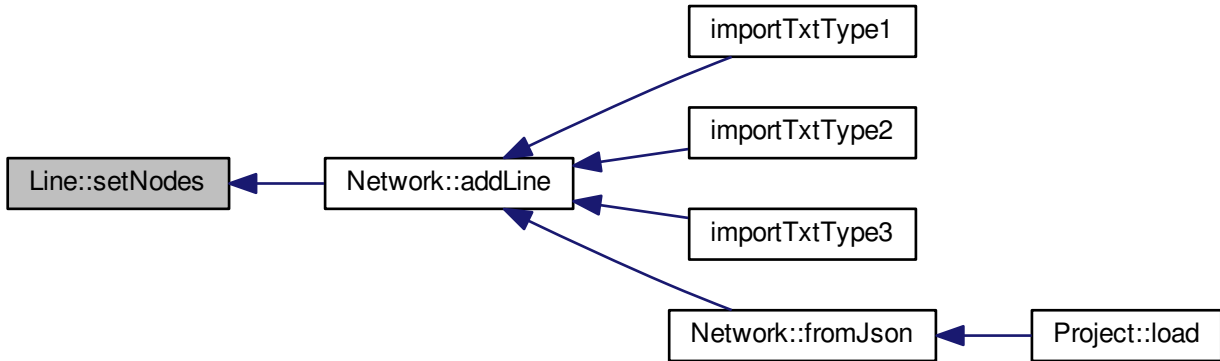 importTxtType1
importTxtType2
Line::setNodes
Network::addLine
importTxtType3
Network::fromJson
Project::load